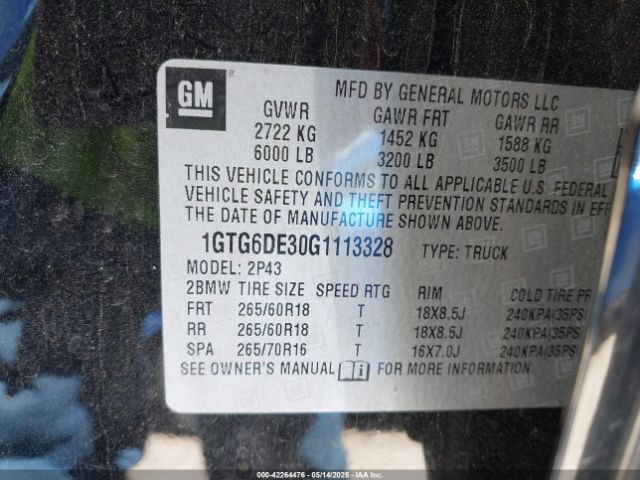 GM
MFD BY GENERAL MOTORS LLC
GVWR GAWR FRT GAWR RR
2722 KG 1452 KG 1588 KG
6000 LB 3200 LB 3500 LB
THIS VEHICLE CONFORMS TO ALL APPLICABLE U.S. FEDERAL
VEHICLE SAFETY AND THEFT PREVENTION STANDARDS IN EFF
THE DATE OF MANUFACTURE SHOWN ABOVE.
1GTG6DE30G1113328 TYPE: TRUCK
MODEL: 2P43
2BMW TIRE SIZE SPEED RTG RIM COLD TIRE PR
FRT 265/60R18 T 18X8.5J 240KPA(35PS
RR 265/60R18 T 18X8.5J 240KPA(35PS
SPA 265/70R16 T 16X7.0J 240KPA(35PS
SEE OWNER'S MANUAL FOR MORE INFORMATION.
000-42264476 - 05/14/2025 - IAA Inc.